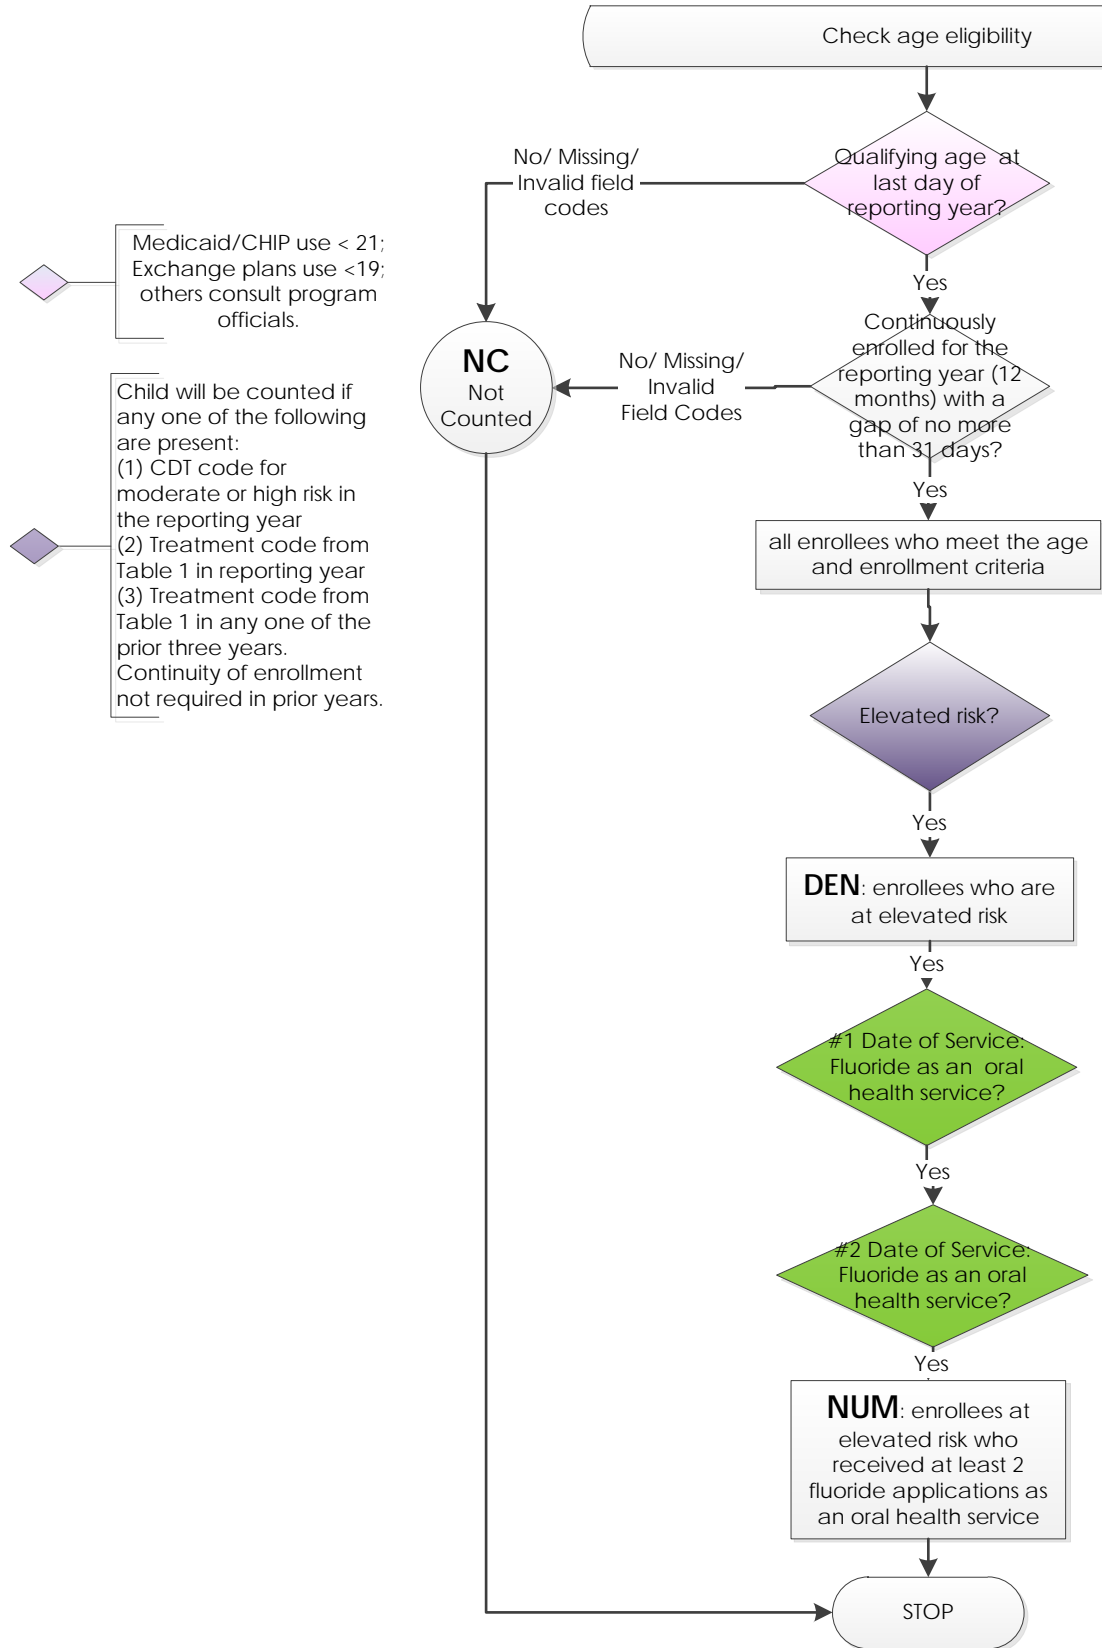 Check age eligibility
No/ Missing/
Invalid field
codes
Qualifying age at
last day of
reporting year?
Medicaid/CHIP use < 21;
Exchange plans use <19;
others consult program
officials.
Yes
NC
Not
Counted
No/ Missing/
Invalid
Field Codes
Continuously
enrolled for the
reporting year (12
months) with a
gap of no more
than 31 days?
Child will be counted if
any one of the following
are present:
(1) CDT code for
moderate or high risk in
the reporting year
(2) Treatment code from
Table 1 in reporting year
(3) Treatment code from
Table 1 in any one of the
prior three years.
Continuity of enrollment
not required in prior years.
Yes
all enrollees who meet the age
and enrollment criteria
Elevated risk?
Yes
DEN: enrollees who are
at elevated risk
Yes
#1 Date of Service:
Fluoride as an oral
health service?
Yes
#2 Date of Service:
Fluoride as an oral
health service?
Yes
NUM: enrollees at
elevated risk who
received at least 2
fluoride applications as
an oral health service
STOP